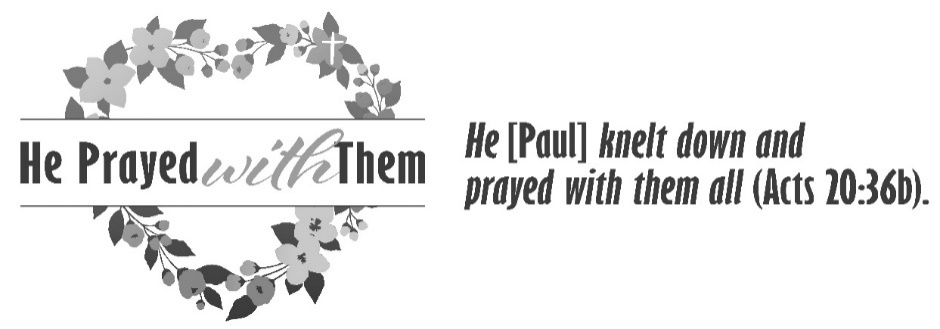 He Prayed with Them
He [Paul] knelt down and
prayed with them all (Acts 20:36b).